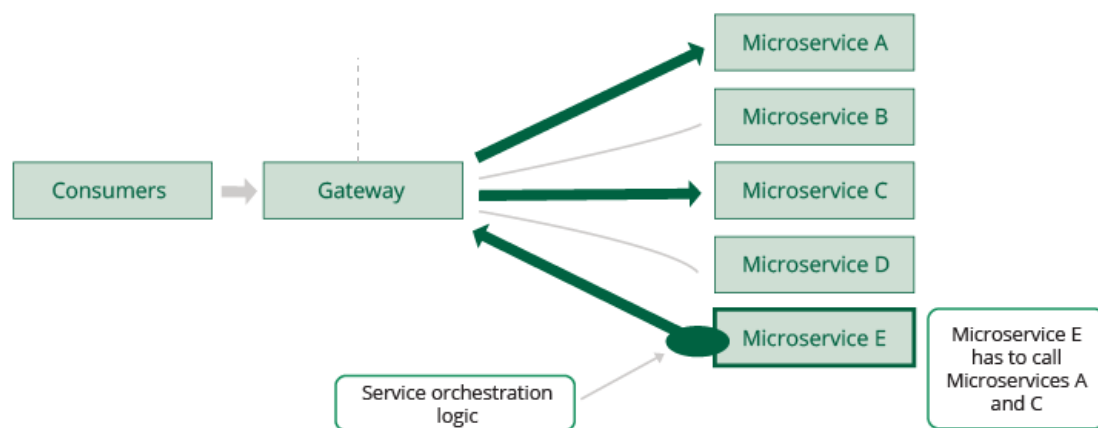 Microservice A
Microservice B
Consumers
Gateway
Microservice C
Microservice D
Microservice E
Microservice E
has to call
Microservices A
and C
Service orchestration
logic